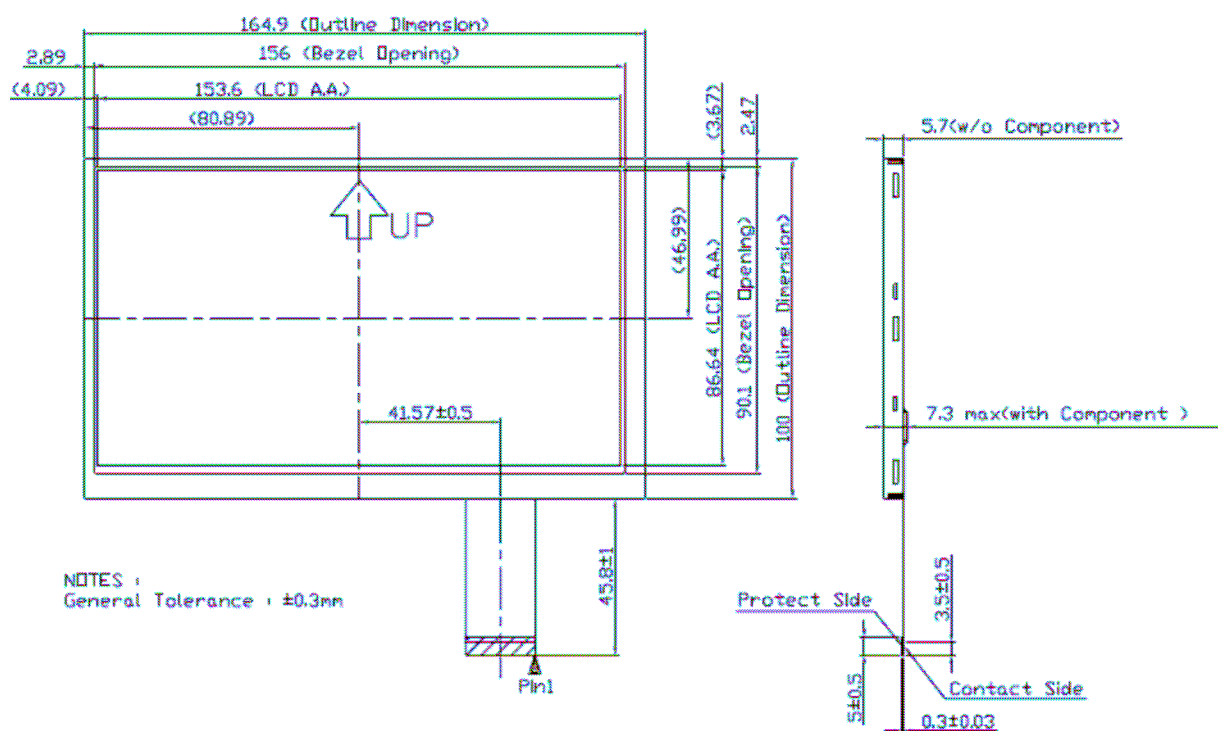 164.9 (Outline Dimension)
2.89
156 (Bezel Opening)
(4.09)
153.6 (LCD A.A.)
(80.89)
(3.67)
2.47
5.7(w/o Component)
UP
(46.99)
86.64 (LCD A.A.)
90.1 (Bezel Opening)
100 (Outline Dimension)
41.57±0.5
7.3 max(with Component )
45.8±1
NOTES :
General Tolerance : ±0.3mm
Pin1
Protect Side
3.5±0.5
5±0.5
Contact Side
0.3±0.03